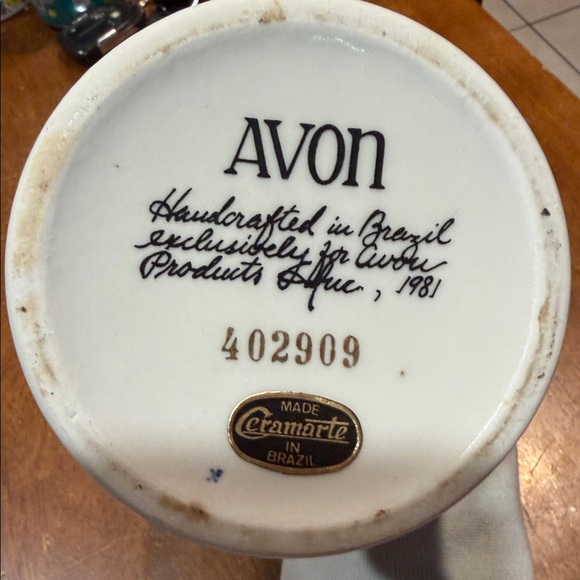 AVON
Handcrafted in Brazil
exclusively for Avon
Products Inc., 1981
402909
MADE
Ceramarte
IN
BRAZIL